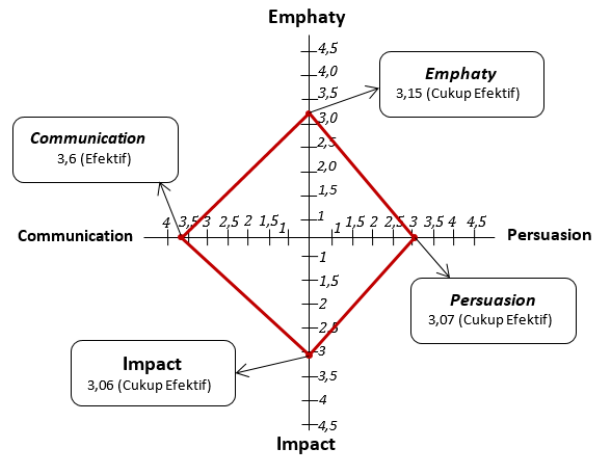 Emphaty
4,5
4,0
3,5
3,0
2,5
2,0
1,5
1
Emphaty
3,15 (Cukup Efektif)
Communication
3,6 (Efektif)
Communication
4 3,5 3 2,5 2 1,5 1
1 1,5 2 2,5 3 3,5 4 4,5
Persuasion
1
1,5
2
2,5
3
3,5
4
4,5
Persuasion
3,07 (Cukup Efektif)
Impact
3,06 (Cukup Efektif)
Impact